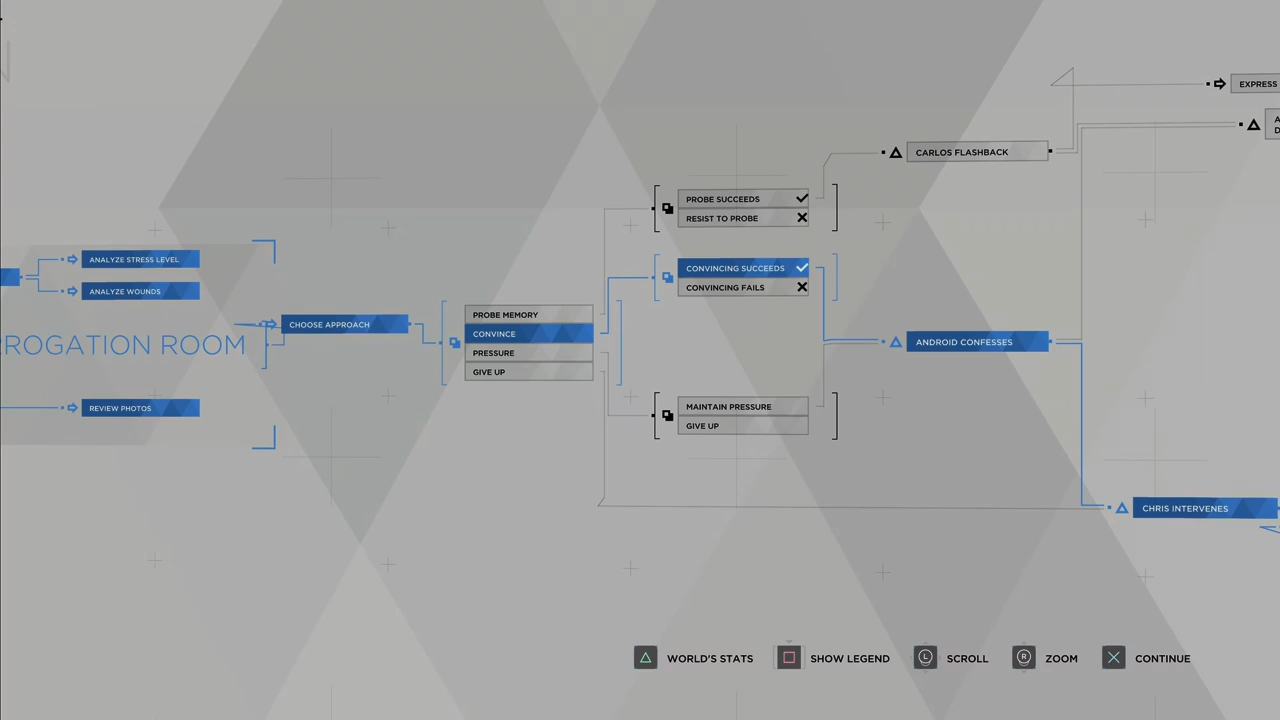 EXPRESS
CARLOS FLASHBACK
PROBE SUCCEEDS
RESIST TO PROBE
ANALYZE STRESS LEVEL
ANALYZE WOUNDS
CONVINCING SUCCEEDS
CONVINCING FAILS
CHOOSE APPROACH
PROBE MEMORY
CONVINCE
PRESSURE
GIVE UP
ROGATION ROOM
ANDROID CONFESSES
REVIEW PHOTOS
MAINTAIN PRESSURE
GIVE UP
CHRIS INTERVENES
WORLD'S STATS
SHOW LEGEND
L
SCROLL
R
ZOOM
CONTINUE